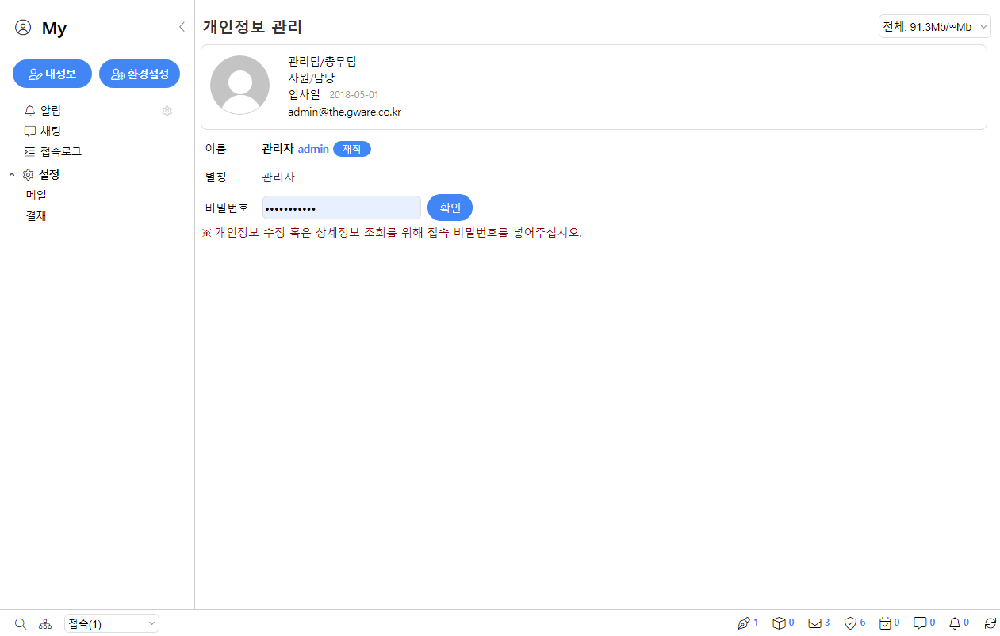 My
내정보 환경설정
알림
채팅
접속로그
설정
메일
결재
개인정보 관리
전체: 91.3Mb/∞Mb
관리팀/총무팀
사원/담당
입사일 2018-05-01
admin@the.gware.co.kr
이름 관리자 admin 재직
별칭 관리자
비밀번호 ••••••••••• 확인
※ 개인정보 수정 혹은 상세정보 조회를 위해 접속 비밀번호를 넣어주십시오.
접속(1)
1 0 3 6 0 0 0